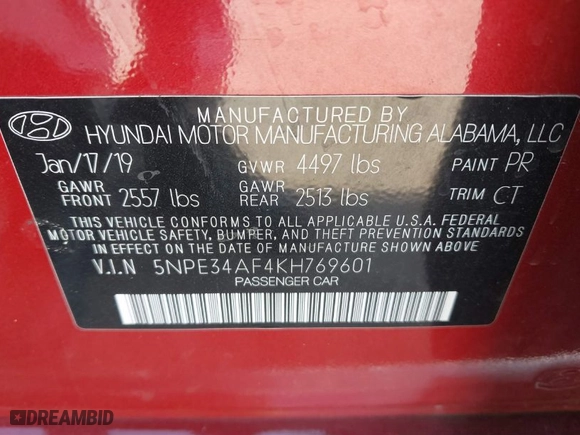 MANUFACTURED BY
HYUNDAI MOTOR MANUFACTURING ALABAMA, LLC
Jan/17/19 GVWR 4497 lbs PAINT PR
GAWR FRONT 2557 lbs GAWR REAR 2513 lbs TRIM CT
THIS VEHICLE CONFORMS TO ALL APPLICABLE U.S.A. FEDERAL
MOTOR VEHICLE SAFETY, BUMPER, AND THEFT PREVENTION STANDARDS
IN EFFECT ON THE DATE OF MANUFACTURE SHOWN ABOVE.
V.I.N 5NPE34AF4KH769601
PASSENGER CAR
DREAMBID